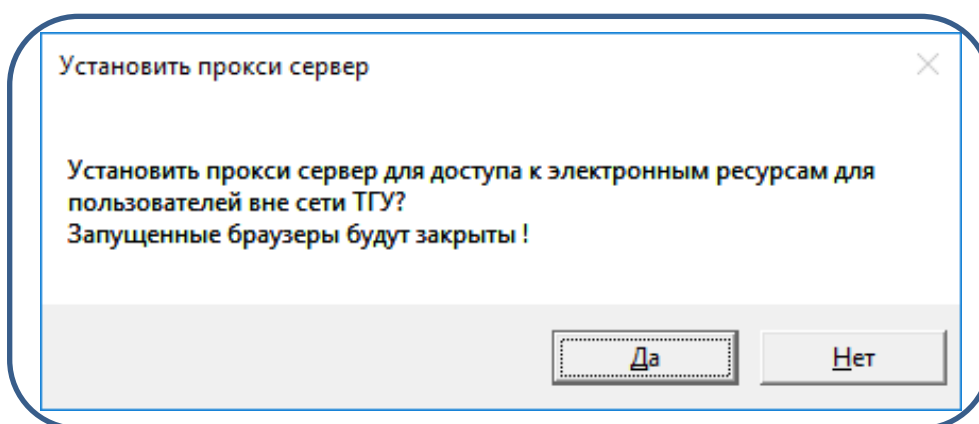 Установить прокси сервер
Установить прокси сервер для доступа к электронным ресурсам для
пользователей вне сети ТГУ?
Запущенные браузеры будут закрыты !
Да
Нет